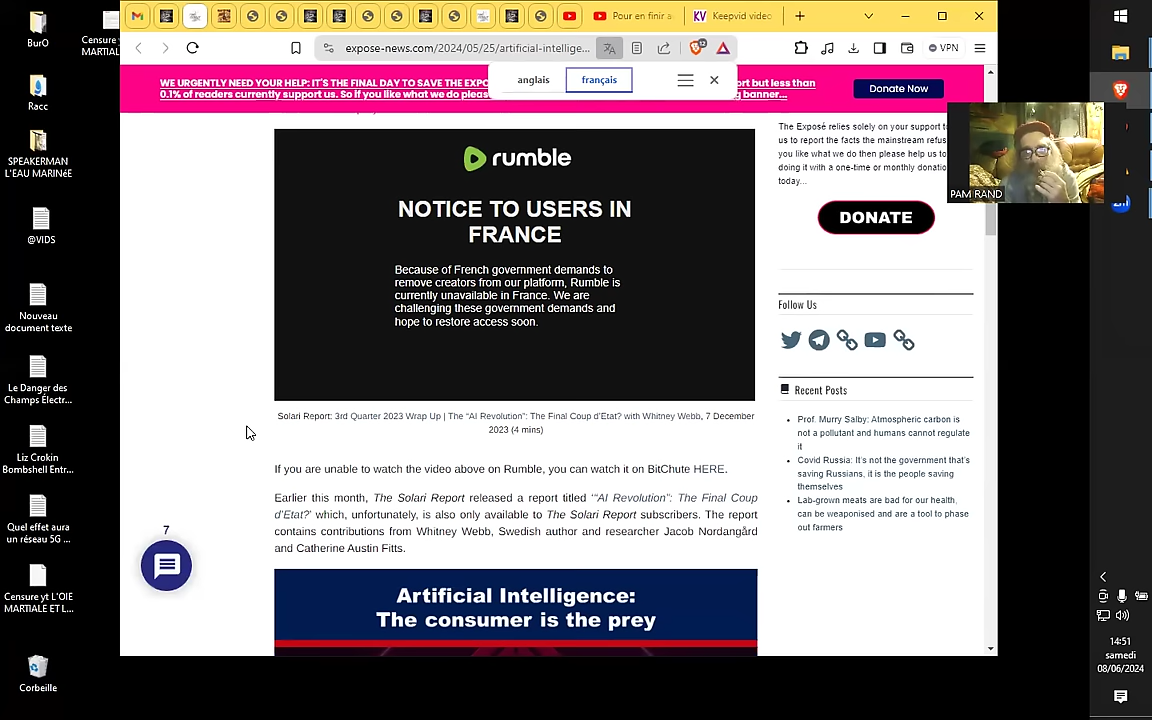 BurO
Censure yt
MARTIALE ET
Racc
SPEAKERMAN
L'EAU MARINéE
@VIDS
Nouveau
document texte
Le Danger des
Champs Électr...
Liz Crokin
Bombshell Entr...
Quel effet aura
un réseau 5G ...
Censure yt L'OIE
MARTIALE ET L...
Corbeille
Pour en finir a
KV Keepvid video
expose-news.com/2024/05/25/artificial-intellige...
VPN
anglais
français
WE URGENTLY NEED YOUR HELP: IT'S THE FINAL DAY TO SAVE THE EXPO
ort but less than
0.1% of readers currently support us. So if you like what we do pleas
g banner...
Donate Now
rumble
NOTICE TO USERS IN
FRANCE
Because of French government demands to
remove creators from our platform, Rumble is
currently unavailable in France. We are
challenging these government demands and
hope to restore access soon.
Solari Report: 3rd Quarter 2023 Wrap Up | The “AI Revolution”: The Final Coup d’Etat? with Whitney Webb, 7 December
2023 (4 mins)
If you are unable to watch the video above on Rumble, you can watch it on BitChute HERE.
Earlier this month, The Solari Report released a report titled ‘“AI Revolution”: The Final Coup
d’Etat?’ which, unfortunately, is also only available to The Solari Report subscribers. The report
contains contributions from Whitney Webb, Swedish author and researcher Jacob Nordangård
and Catherine Austin Fitts.
7
Artificial Intelligence:
The consumer is the prey
The Exposé relies solely on your support to
us to report the facts the mainstream refus
you like what we do then please help us to
doing it with a one-time or monthly donatio
today...
DONATE
Follow Us
Recent Posts
Prof. Murry Salby: Atmospheric carbon is
not a pollutant and humans cannot regulate
it
Covid Russia: It’s not the government that’s
saving Russians, it is the people saving
themselves
Lab-grown meats are bad for our health,
can be weaponised and are a tool to phase
out farmers
PAM RAND
14:51
samedi
08/06/2024